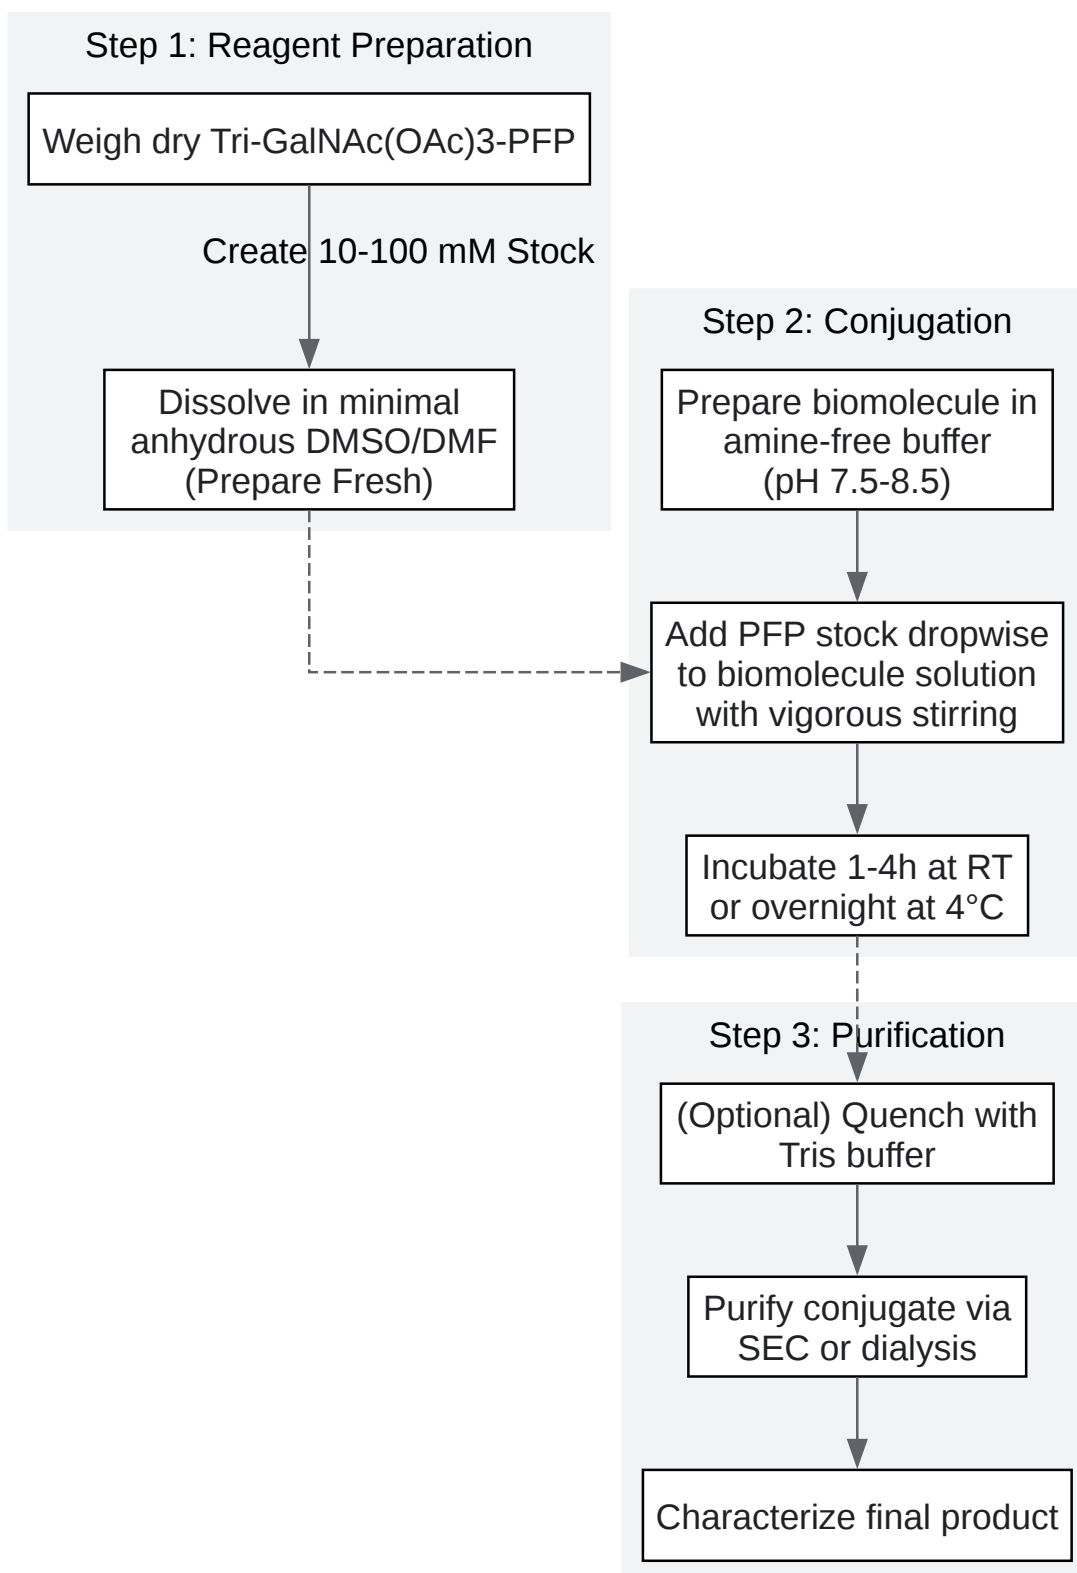 Step 1: Reagent Preparation
Weigh dry Tri-GalNAc(OAc)3-PFP
Create 10-100 mM Stock
Dissolve in minimal
anhydrous DMSO/DMF
(Prepare Fresh)
Step 2: Conjugation
Prepare biomolecule in
amine-free buffer
(pH 7.5-8.5)
Add PFP stock dropwise
to biomolecule solution
with vigorous stirring
Incubate 1-4h at RT
or overnight at 4°C
Step 3: Purification
(Optional) Quench with
Tris buffer
Purify conjugate via
SEC or dialysis
Characterize final product